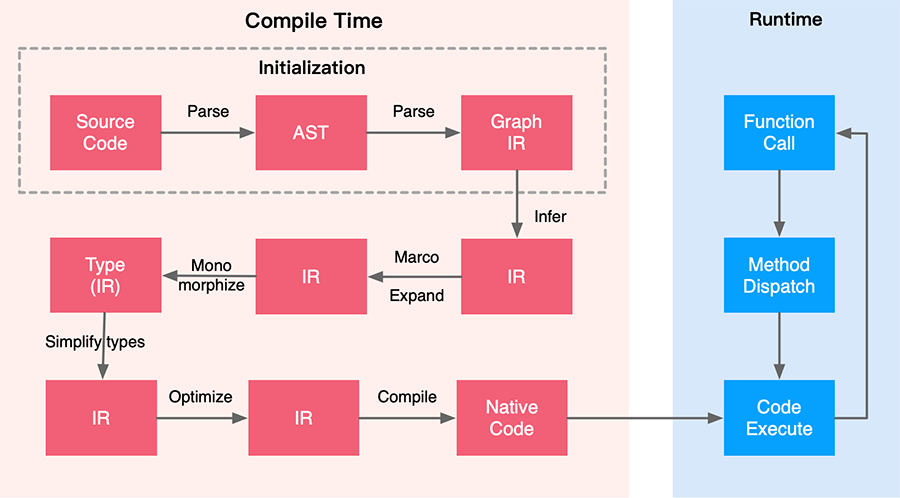 Compile Time
Runtime
Initialization
Source
Code
Parse
AST
Parse
Graph
IR
Function
Call
Infer
Type
(IR)
Mono
morphize
IR
Marco
Expand
IR
Method
Dispatch
Simplify types
IR
Optimize
IR
Compile
Native
Code
Code
Execute